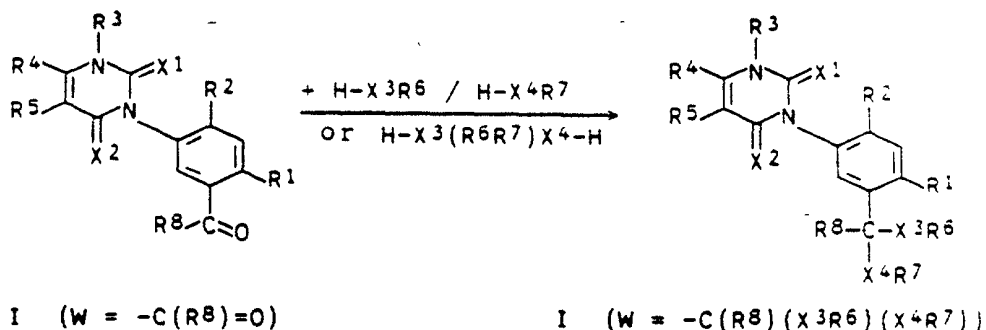 R3 R3
R4 N X1 R4 N X1
R5 N R2 + H-X3R6 / H-X4R7 R5 N R2
X2 or H-X3(R6R7)X4-H X2
R1 R1
R8 C O R8-C-X3R6
X4R7
I (W = -C(R8)=O) I (W = -C(R8)(X3R6)(X4R7))